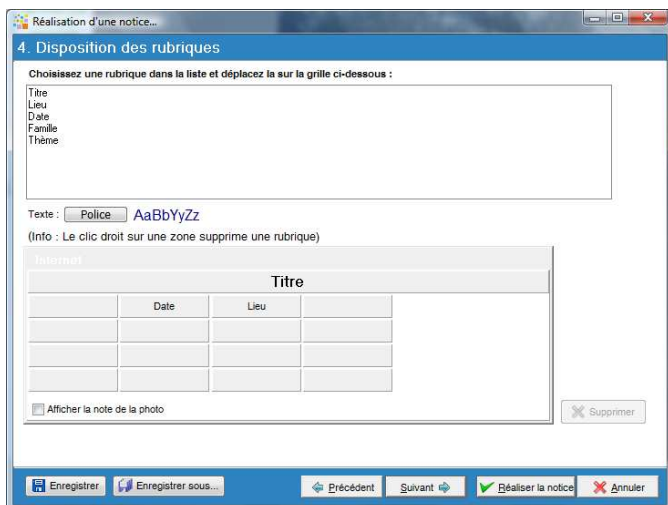 Réalisation d'une notice...
4. Disposition des rubriques
Choisissez une rubrique dans la liste et déplacez la sur la grille ci-dessous :
Titre
Lieu
Date
Famille
Thème
Texte : Police AaBbYyZz
(Info : Le clic droit sur une zone supprime une rubrique)
Internet
Titre
Date Lieu
Afficher la note de la photo
Supprimer
Enregistrer Enregistrer sous... Précédent Suivant Réaliser la notice Annuler